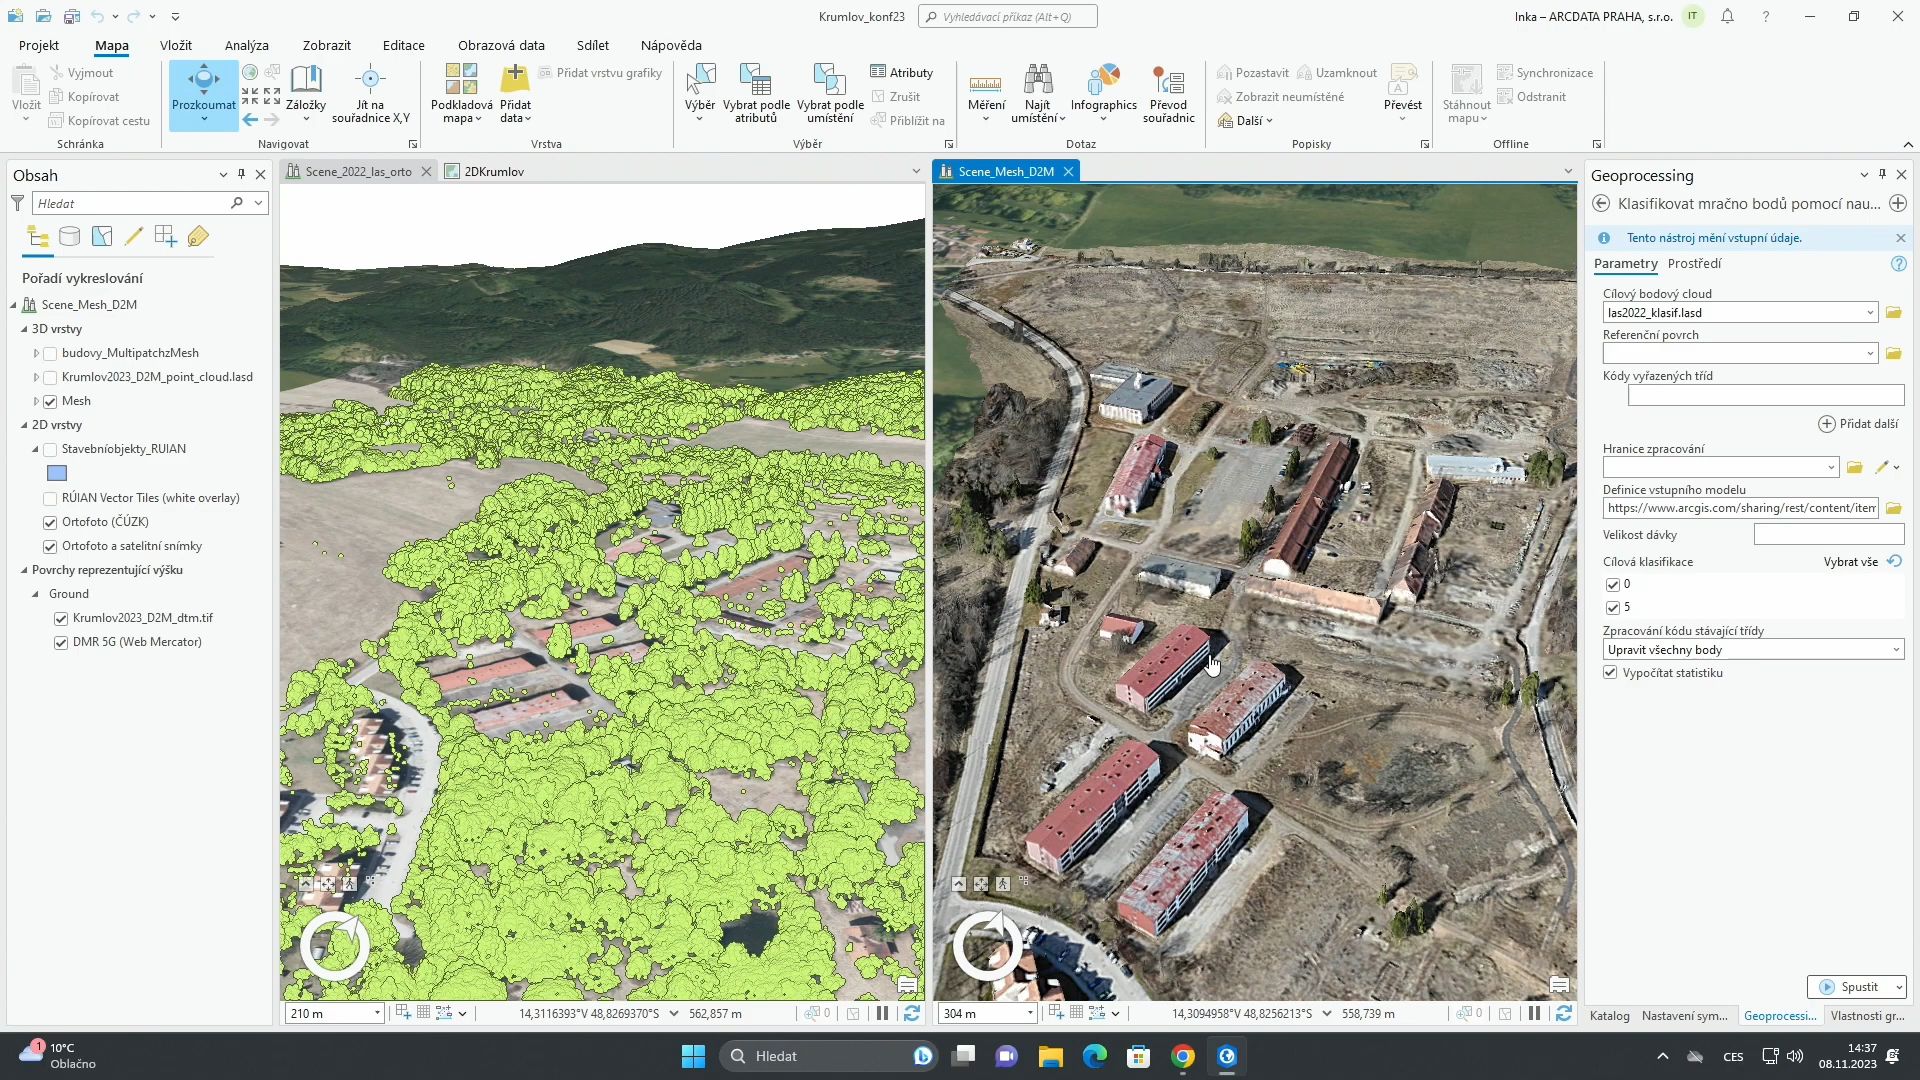 Krumlov_konf23
Vyhledávací příkaz (Alt+Q)
Inka – ARCDATA PRAHA, s.r.o.
IT
Projekt
Mapa
Vložit
Analýza
Zobrazit
Editace
Obrazová data
Sdílet
Nápověda
Vložit
Vyjmout
Kopírovat
Kopírovat cestu
Schránka
Prozkoumat
Záložky
Jít na
souřadnice X,Y
Navigovat
Podkladová
mapa
Přidat
data
Přidat vrstvu grafiky
Vrstva
Výběr
Vybrat podle
atributů
Vybrat podle
umístění
Atributy
Zrušit
Přiblížit na
Výběr
Měření
Najít
umístění
Infographics
Převod
souřadnic
Dotaz
Pozastavit
Uzamknout
Zobrazit neumístěné
Další
Převést
Popisky
Stáhnout
mapu
Synchronizace
Odstranit
Offline
Obsah
Hledat
Pořadí vykreslování
Scene_Mesh_D2M
3D vrstvy
budovy_MultipatchzMesh
Krumlov2023_D2M_point_cloud.lasd
Mesh
2D vrstvy
Stavebníobjekty_RUIAN
RÚIAN Vector Tiles (white overlay)
Ortofoto (ČÚZK)
Ortofoto a satelitní snímky
Povrchy reprezentující výšku
Ground
Krumlov2023_D2M_dtm.tif
DMR 5G (Web Mercator)
Scene_2022_las_orto
2DKrumlov
210 m
14,3116393°V 48,8269370°S
562,857 m
0
Scene_Mesh_D2M
304 m
14,3094958°V 48,8256213°S
558,739 m
0
Geoprocessing
Klasifikovat mračno bodů pomocí nau...
Tento nástroj mění vstupní údaje.
Parametry
Prostředí
Cílový bodový cloud
las2022_klasif.lasd
Referenční povrch
Kódy vyřazených tříd
Přidat další
Hranice zpracování
Definice vstupního modelu
https://www.arcgis.com/sharing/rest/content/item
Velikost dávky
Cílová klasifikace
Vybrat vše
0
5
Zpracování kódu stávající třídy
Upravit všechny body
Vypočítat statistiku
Spustit
Katalog
Nastavení sym...
Geoprocessi...
Vlastnosti gr...
1
10°C
Oblačno
Hledat
CES
14:37
08.11.2023